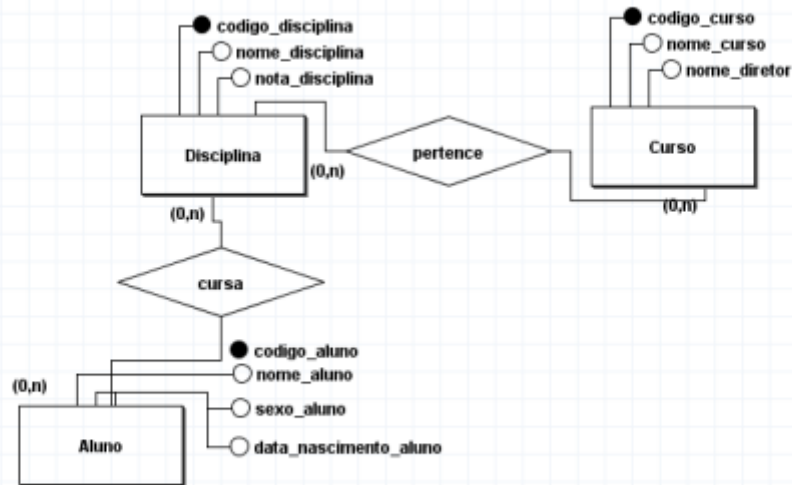 codigo_disciplina
nome_disciplina
nota_disciplina
codigo_curso
nome_curso
nome_diretor
Disciplina
pertence
Curso
(0,n)
(0,n)
(0,n)
cursa
codigo_aluno
nome_aluno
(0,n)
sexo_aluno
Aluno
data_nascimento_aluno